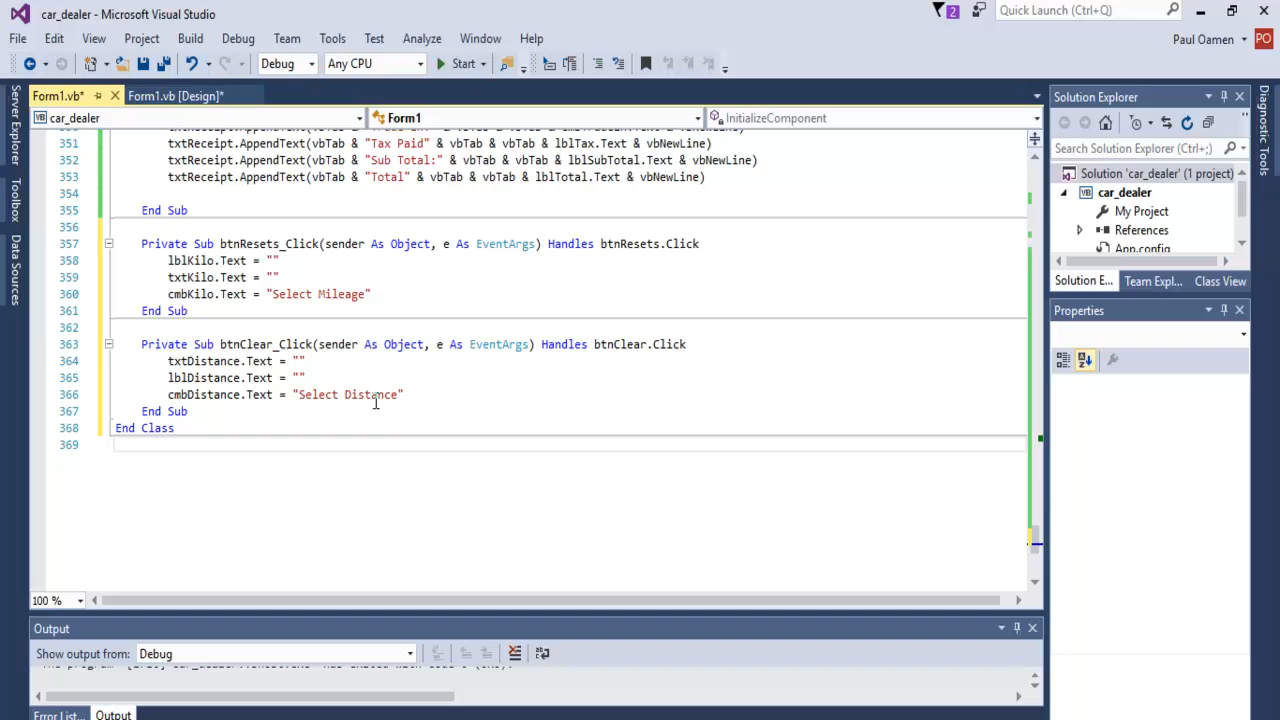 car_dealer - Microsoft Visual Studio
2
Quick Launch (Ctrl+Q)
File Edit View Project Build Debug Team Tools Test Analyze Window Help
Paul Oamen
PO
Debug
Any CPU
Start
Form1.vb*
Form1.vb [Design]*
car_dealer
Form1
InitializeComponent
351 txtReceipt.AppendText(vbTab & "Tax Paid" & vbTab & vbTab & lblTax.Text & vbNewLine)
352 txtReceipt.AppendText(vbTab & "Sub Total:" & vbTab & vbTab & lblSubTotal.Text & vbNewLine)
353 txtReceipt.AppendText(vbTab & "Total" & vbTab & vbTab & lblTotal.Text & vbNewLine)
354
355 End Sub
356
357 Private Sub btnResets_Click(sender As Object, e As EventArgs) Handles btnResets.Click
358 lblKilo.Text = ""
359 txtKilo.Text = ""
360 cmbKilo.Text = "Select Mileage"
361 End Sub
362
363 Private Sub btnClear_Click(sender As Object, e As EventArgs) Handles btnClear.Click
364 txtDistance.Text = ""
365 lblDistance.Text = ""
366 cmbDistance.Text = "Select Distance"
367 End Sub
368 End Class
369
100 %
Output
Show output from: Debug
Error List...
Output
Server Explorer
Toolbox
Data Sources
Solution Explorer
Search Solution Explorer (Ctrl+;)
Solution 'car_dealer' (1 project)
car_dealer
My Project
References
App.config
Solution E...
Team Expl...
Class View
Properties
Diagnostic Tools